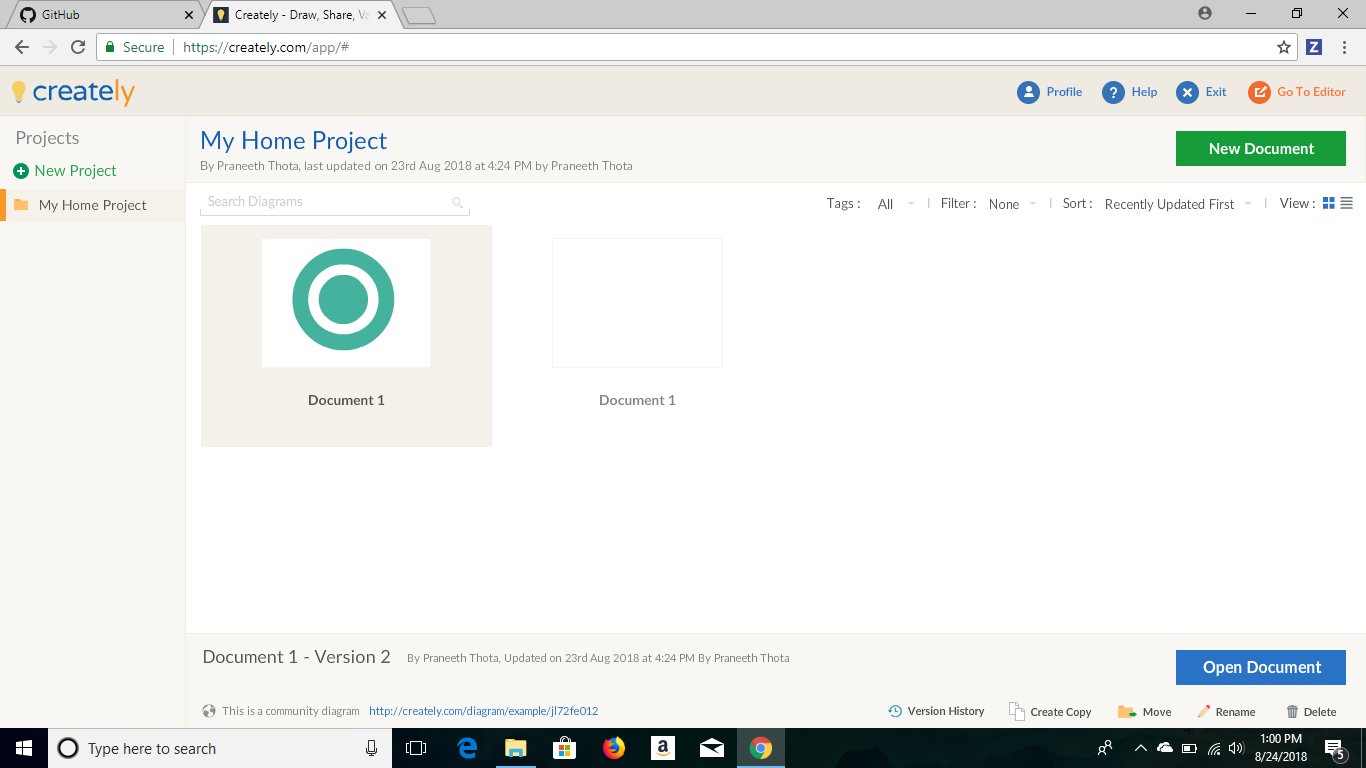 GitHub
Creately - Draw, Share, Va
Secure
https://creately.com/app/#
Z
creately
Profile
? Help
Exit
Go To Editor
Projects
New Project
My Home Project
My Home Project
By Praneeth Thota, last updated on 23rd Aug 2018 at 4:24 PM by Praneeth Thota
New Document
Search Diagrams
Tags : All
Filter : None
Sort : Recently Updated First
View :
Document 1
Document 1
Document 1 - Version 2
By Praneeth Thota, Updated on 23rd Aug 2018 at 4:24 PM By Praneeth Thota
Open Document
This is a community diagram
http://creately.com/diagram/example/jl72fe012
Version History
Create Copy
Move
Rename
Delete
Type here to search
a
1:00 PM
8/24/2018
5